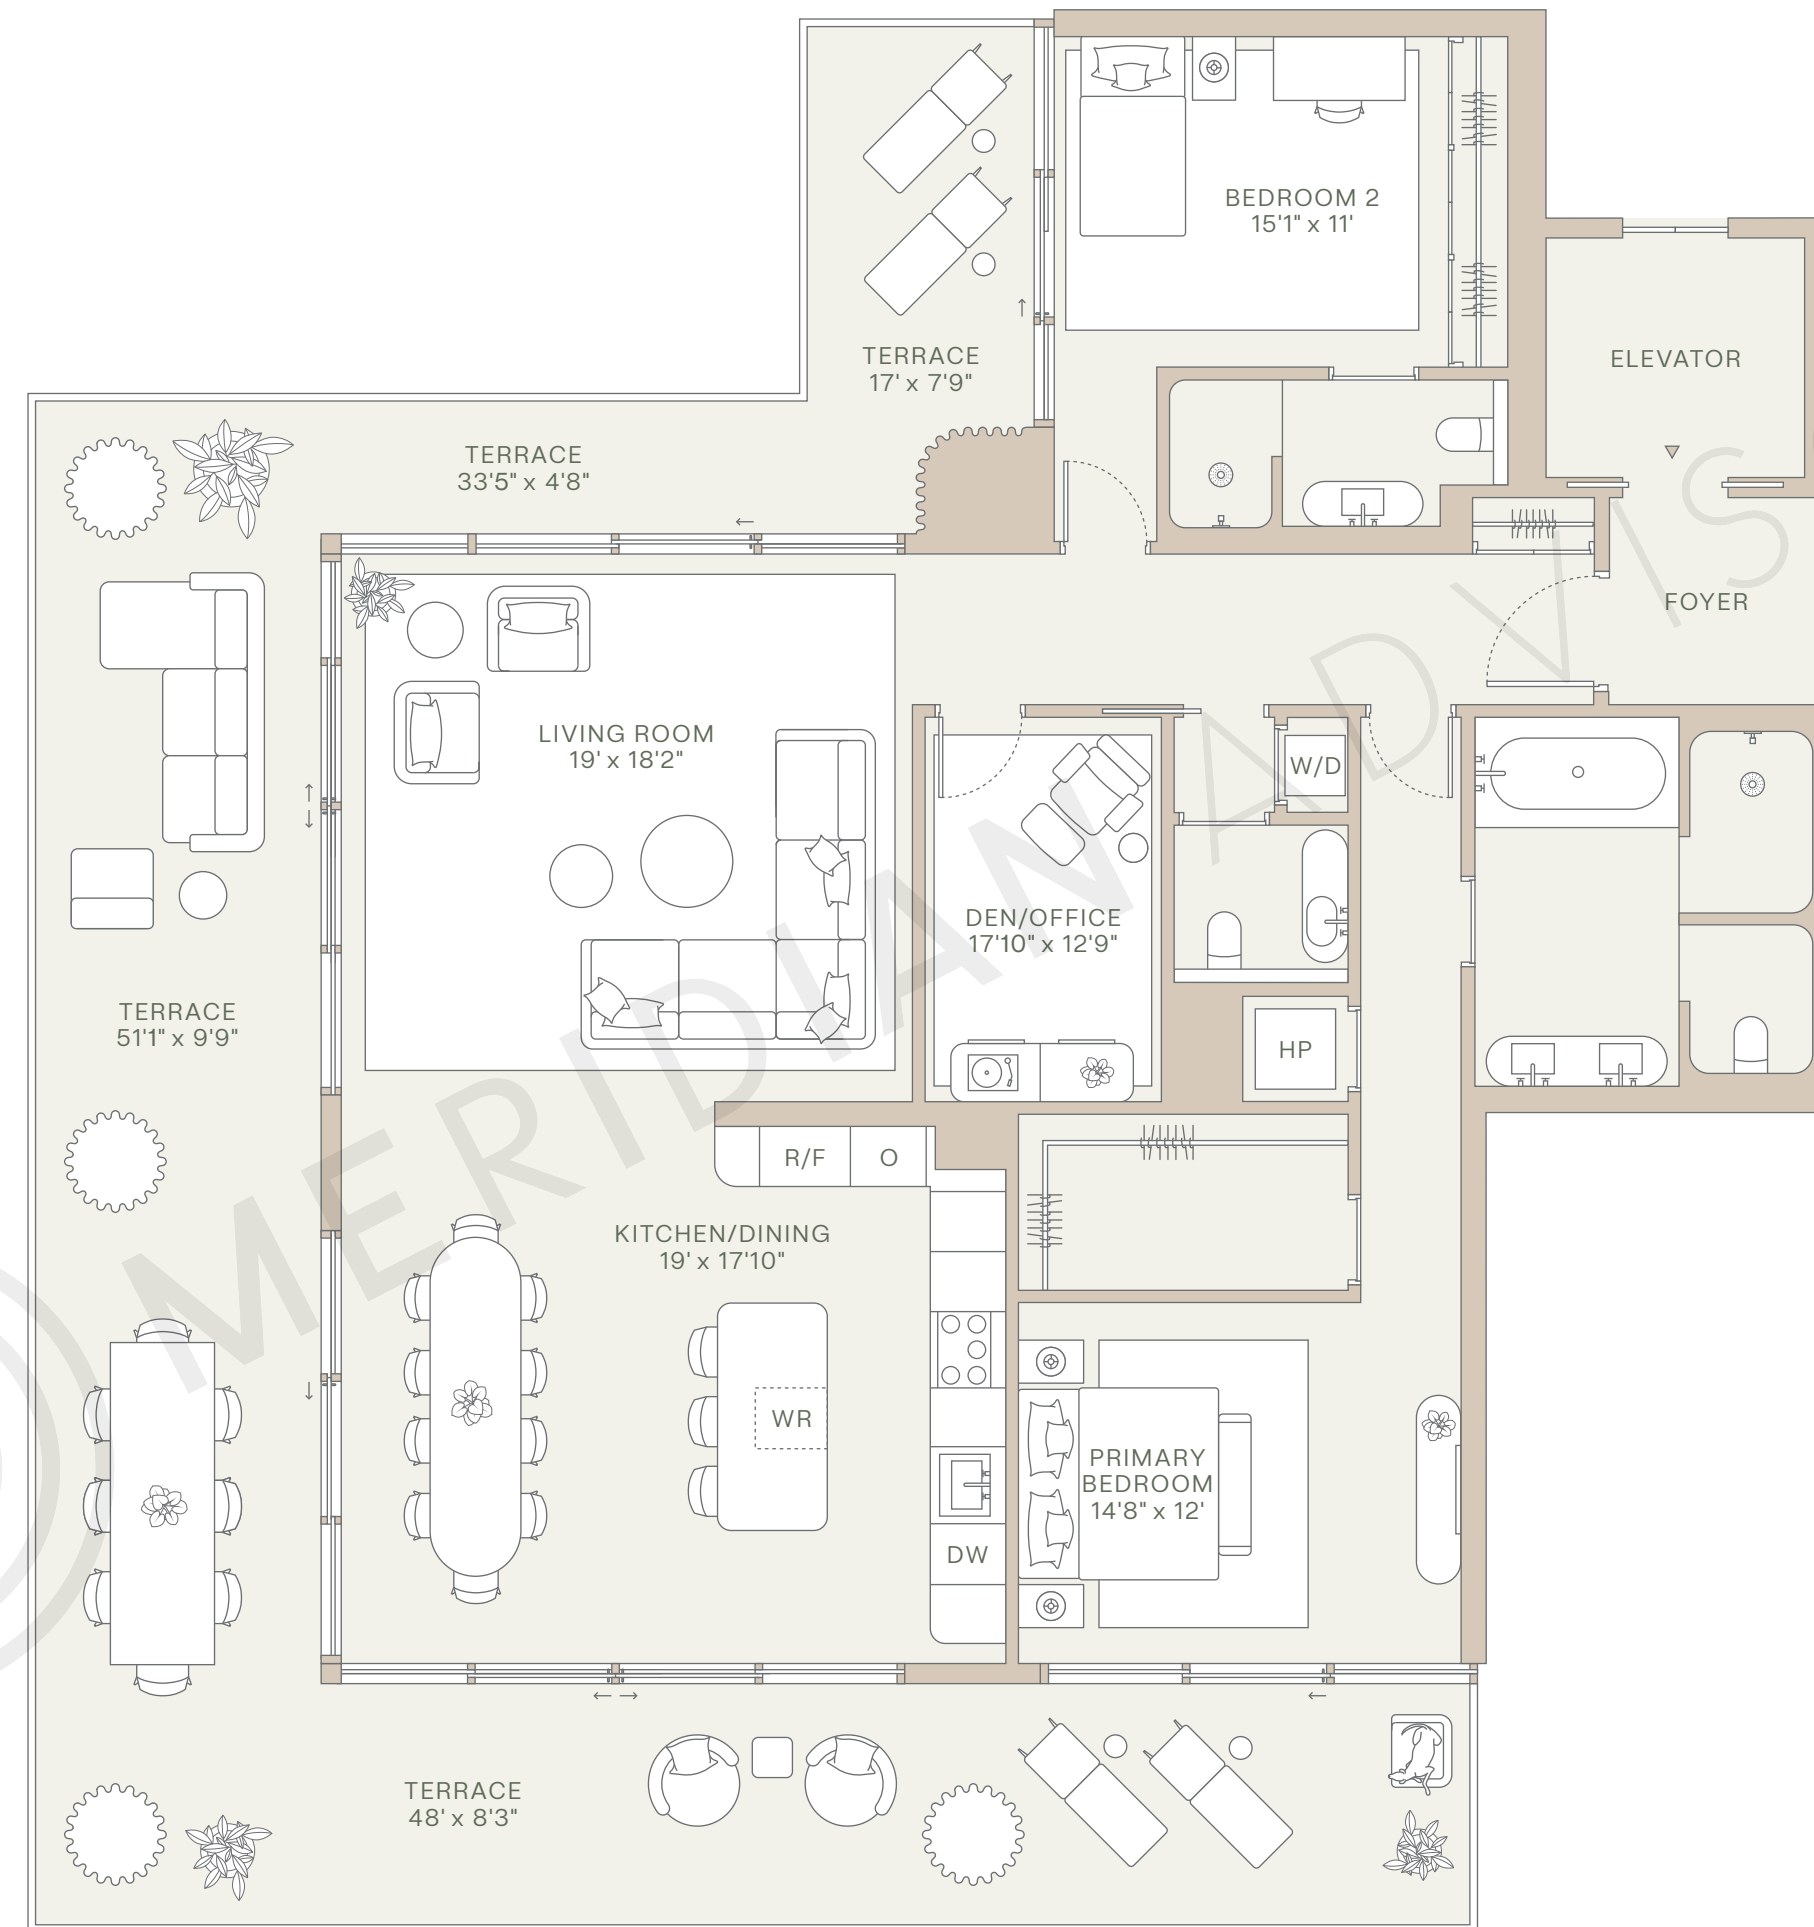 BEDROOM 2
15'1" x 11'
TERRACE
17' x 7'9"
ELEVATOR
TERRACE
33'5" x 4'8"
FOYER
LIVING ROOM
19' x 18'2"
W/D
DEN/OFFICE
17'10" x 12'9"
TERRACE
51'1" x 9'9"
HP
R/F
O
KITCHEN/DINING
19' x 17'10"
WR
PRIMARY
BEDROOM
14'8" x 12'
DW
TERRACE
48' x 8'3"
MERIDIAN ADVIS